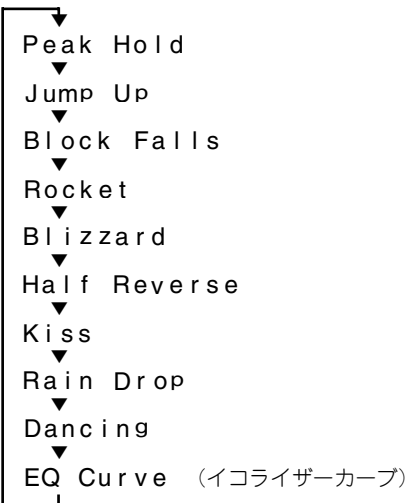 Peak Hold
Jump Up
Block Falls
Rocket
Blizzard
Half Reverse
Kiss
Rain Drop
Dancing
EQ Curve （イコライザーカーブ）